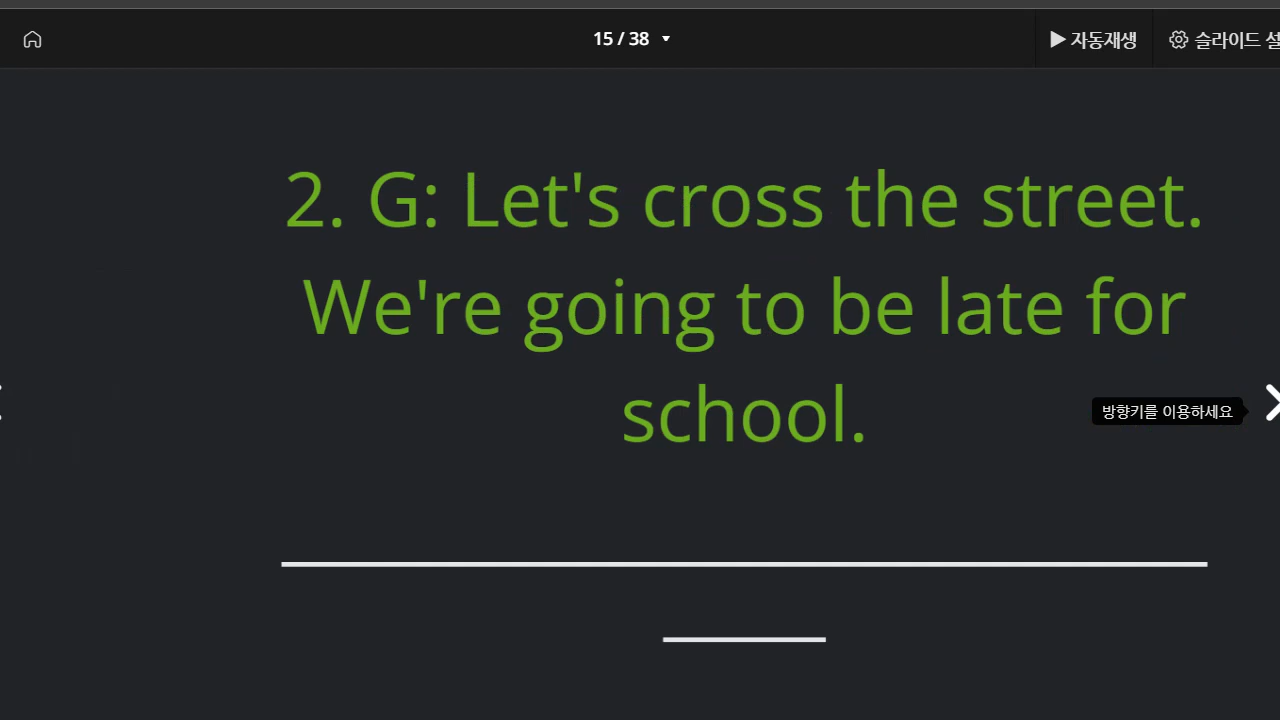 15 / 38
자동재생
슬라이드 설
2. G: Let's cross the street.
We're going to be late for
school.
방향키를 이용하세요